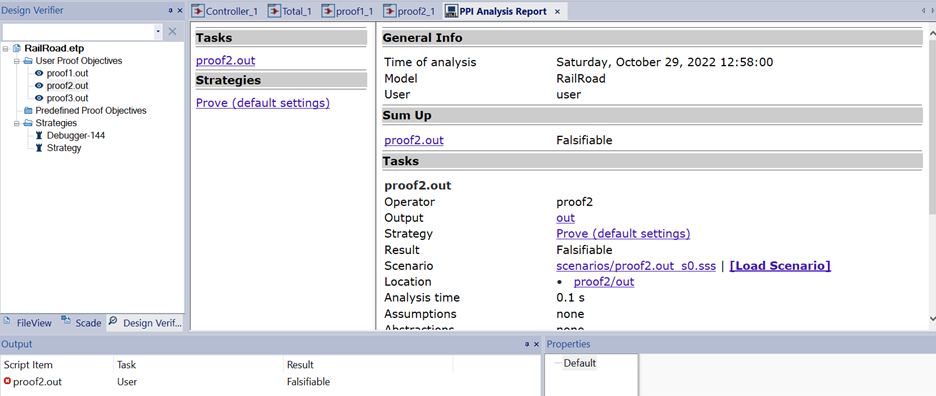 Design Verifier
RailRoad.etp
User Proof Objectives
proof1.out
proof2.out
proof3.out
Predefined Proof Objectives
Strategies
Debugger-144
Strategy
FileView Scade Design Verif...
Controller_1 Total_1 proof1_1 proof2_1 PPI Analysis Report
Tasks
proof2.out
Strategies
Prove (default settings)
General Info
Time of analysis Saturday, October 29, 2022 12:58:00
Model RailRoad
User user
Sum Up
proof2.out Falsifiable
Tasks
proof2.out
Operator proof2
Output out
Strategy Prove (default settings)
Result Falsifiable
Scenario scenarios/proof2.out_s0.sss | [Load Scenario]
Location • proof2/out
Analysis time 0.1 s
Assumptions none
Abstractions none
Output
Script Item Task Result
proof2.out User Falsifiable
Properties
Default